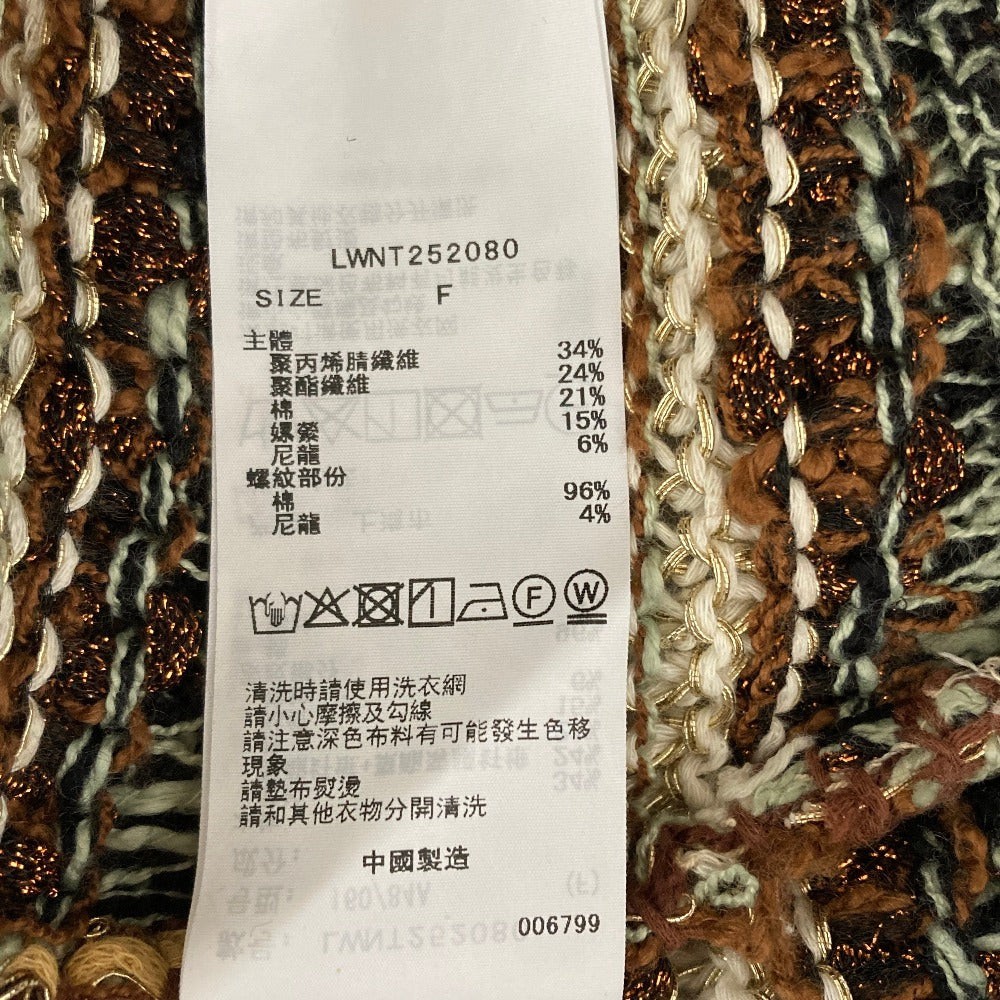 LWNT252080
SIZE F
主體
聚丙烯腈纖維 34%
聚酯纖維 24%
棉 21%
嫘縈 15%
尼龍 6%
螺紋部份
棉 96%
尼龍 4%
F W
清洗時請使用洗衣網
請小心摩擦及勾線
請注意深色布料有可能發生色移
現象
請墊布熨燙
請和其他衣物分開清洗
中國製造
006799